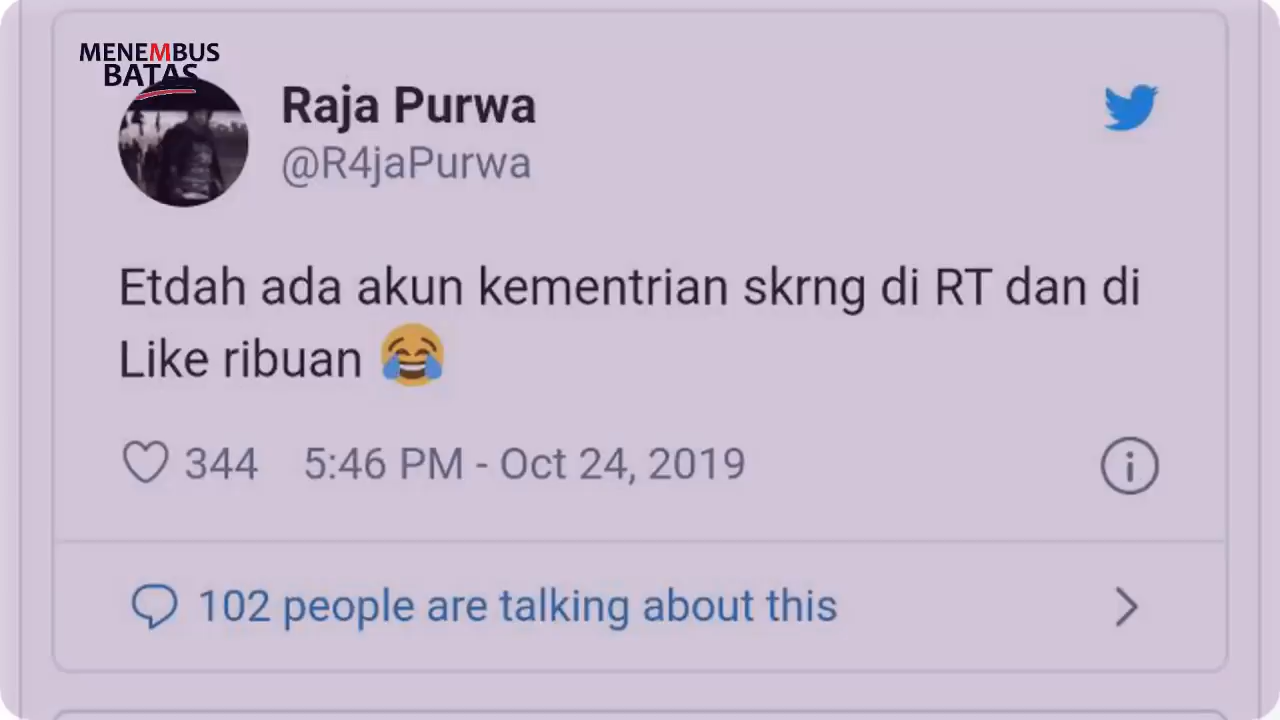 MENEMBUS
BATAS
Raja Purwa
@R4jaPurwa
Etdah ada akun kementrian skrng di RT dan di
Like ribuan 😂
344 5:46 PM - Oct 24, 2019
102 people are talking about this